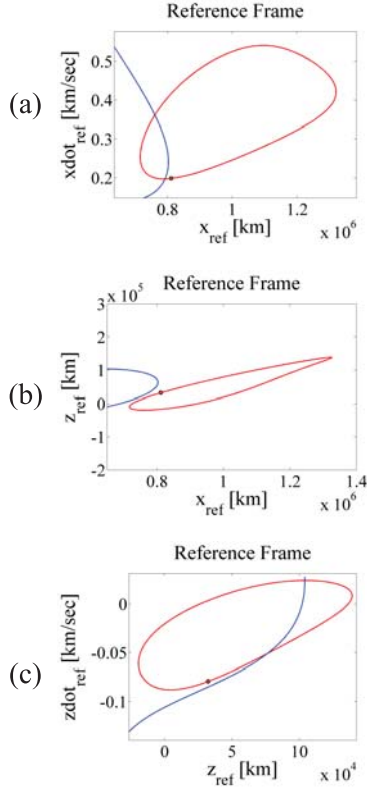 Reference Frame
(a)
xdot_ref [km/sec]
0.5
0.4
0.3
0.2
0.8 1 1.2
x_ref [km]
x 10^6
Reference Frame
x 10^5
(b)
z_ref [km]
3
2
1
0
-1
-2
0.8 1 1.2 1.4
x_ref [km]
x 10^6
Reference Frame
(c)
zdot_ref [km/sec]
0
-0.05
-0.1
0 5 10
z_ref [km]
x 10^4